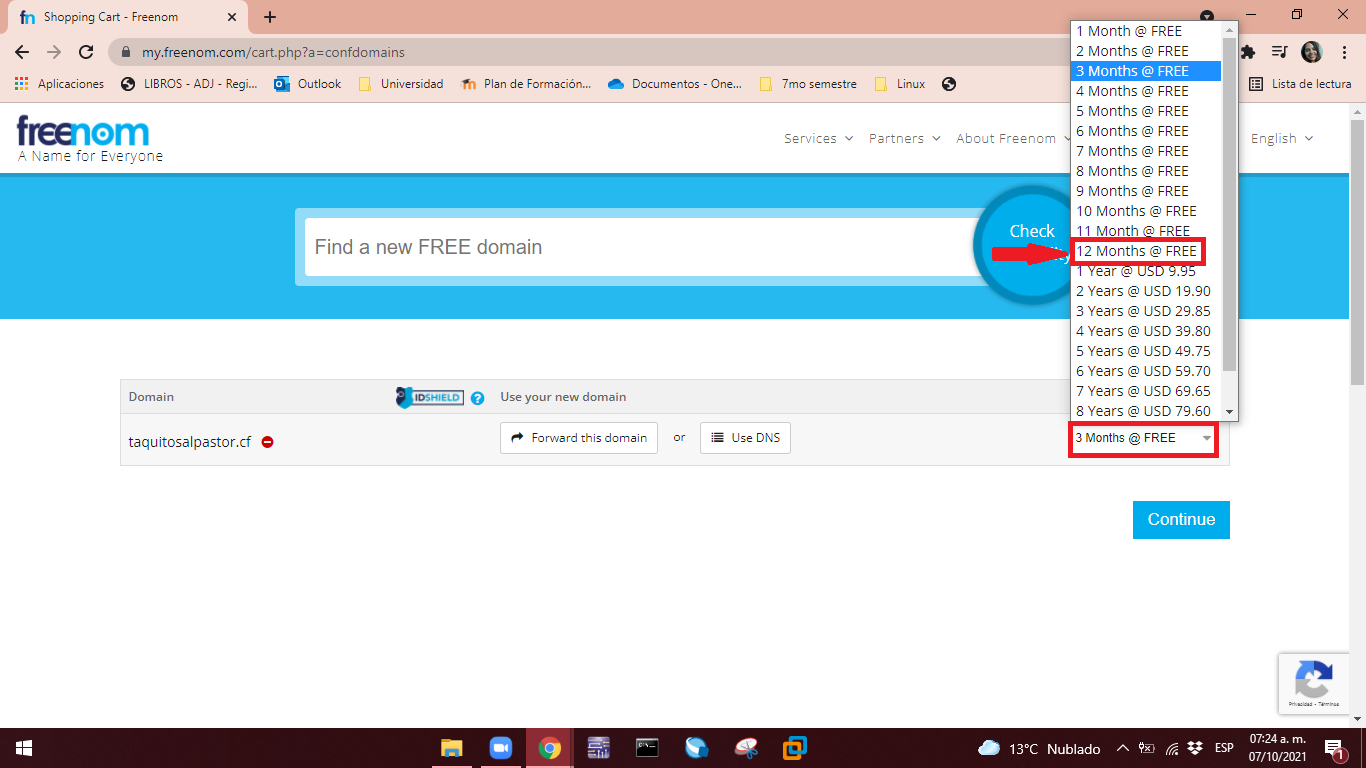 Shopping Cart - Freenom
my.freenom.com/cart.php?a=confdomains
Aplicaciones
LIBROS - ADJ - Regi...
Outlook
Universidad
Plan de Formación...
Documentos - One...
7mo semestre
Linux
Lista de lectura
freenom
A Name for Everyone
Services
Partners
About Freenom
English
Find a new FREE domain
Check
1 Month @ FREE
2 Months @ FREE
3 Months @ FREE
4 Months @ FREE
5 Months @ FREE
6 Months @ FREE
7 Months @ FREE
8 Months @ FREE
9 Months @ FREE
10 Months @ FREE
11 Month @ FREE
12 Months @ FREE
1 Year @ USD 9.95
2 Years @ USD 19.90
3 Years @ USD 29.85
4 Years @ USD 39.80
5 Years @ USD 49.75
6 Years @ USD 59.70
7 Years @ USD 69.65
8 Years @ USD 79.60
Domain
IDSHIELD
?
Use your new domain
taquitosalpastor.cf
Forward this domain
or
Use DNS
3 Months @ FREE
Continue
Privacidad - Términos
13°C Nublado
ESP
07:24 a. m.
07/10/2021
1